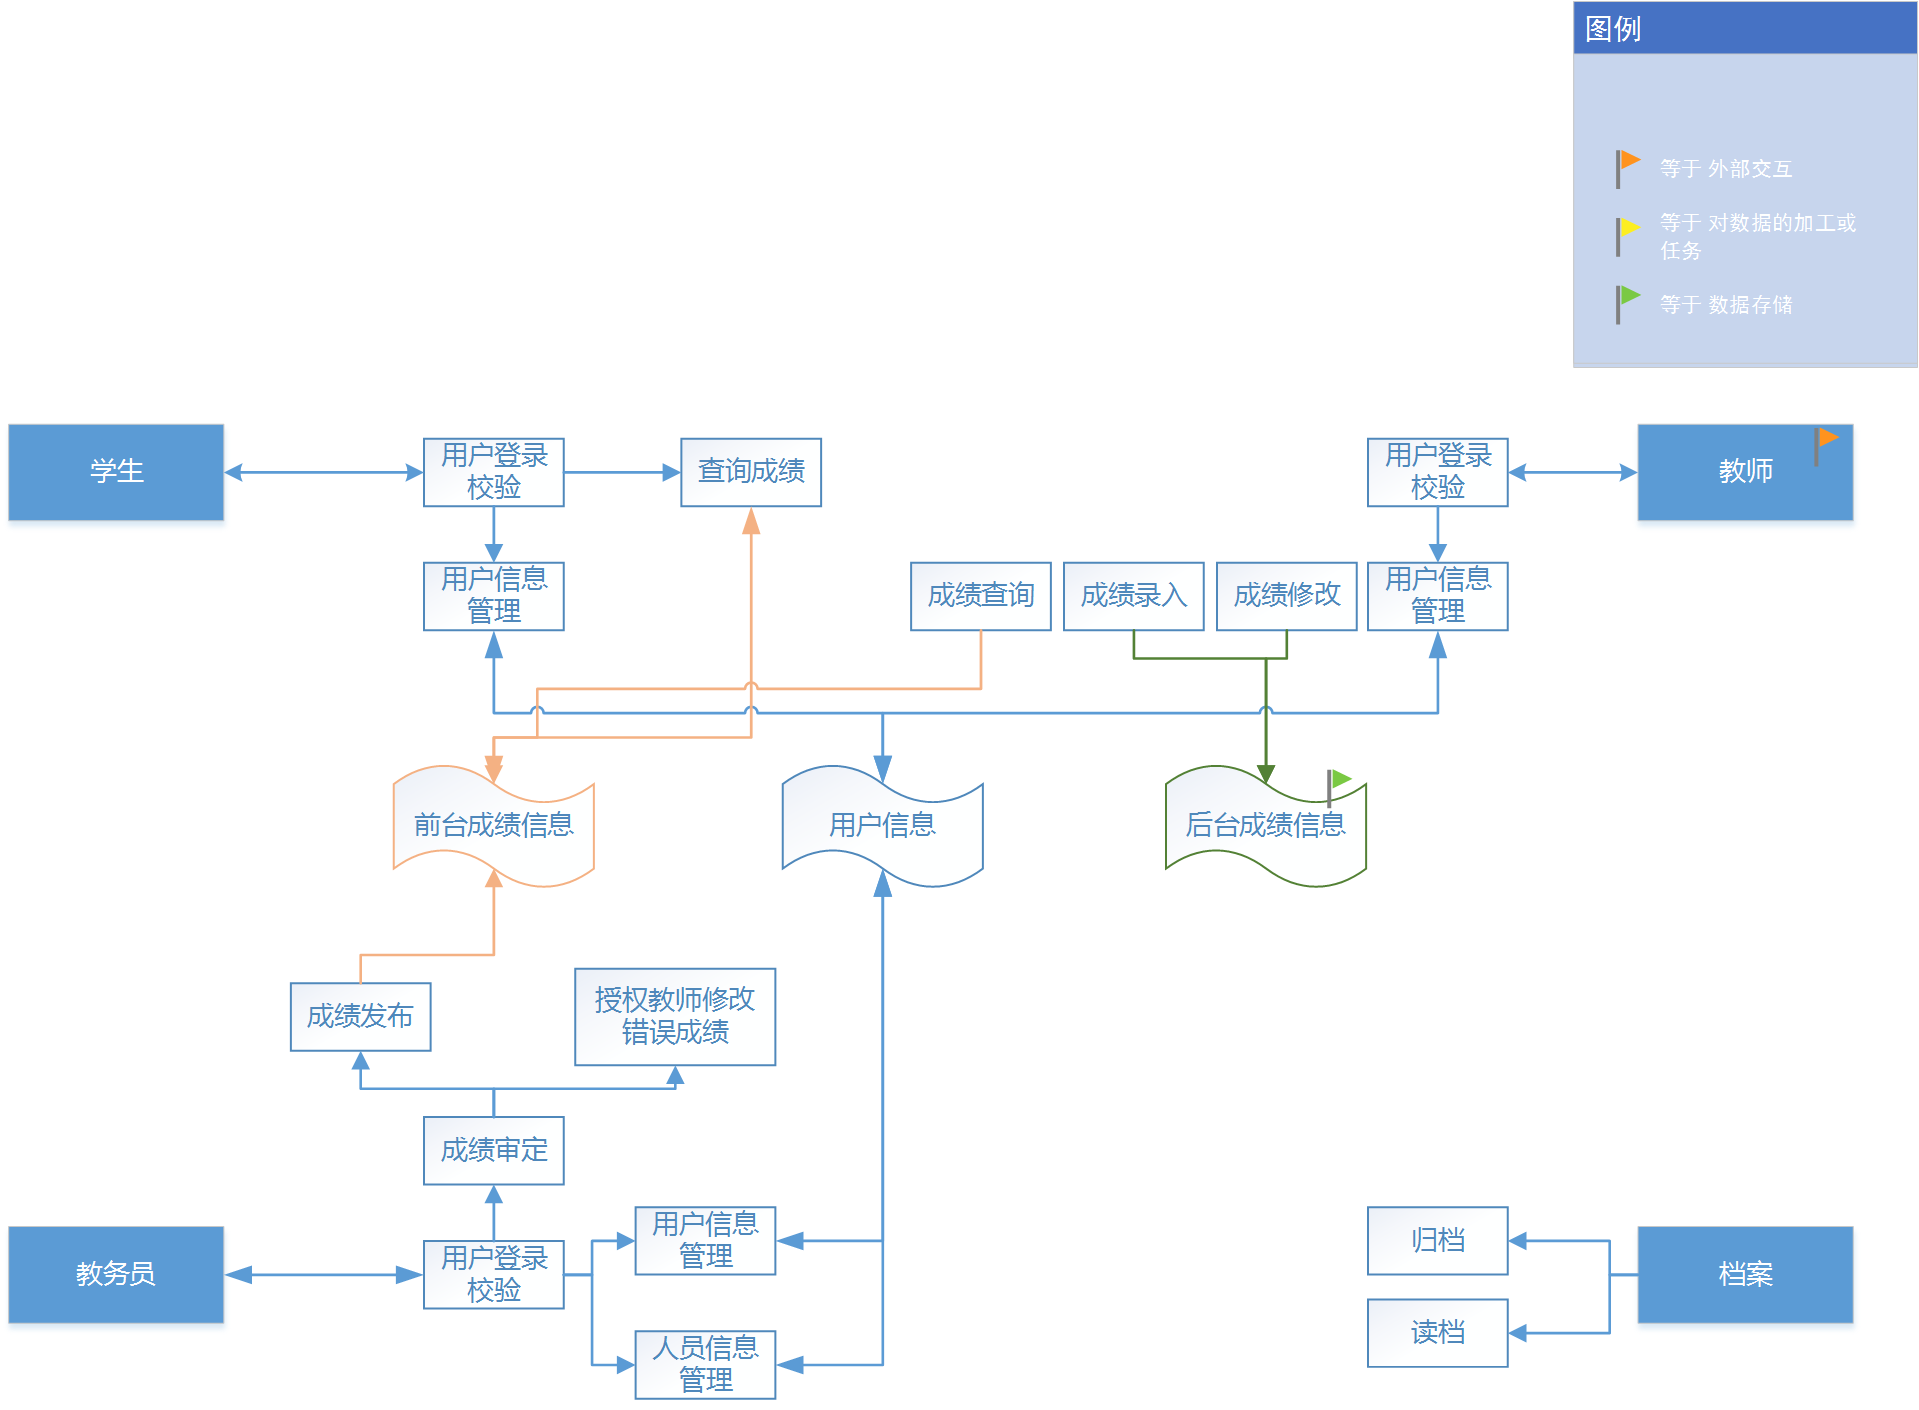 图例
等于 外部交互
等于 对数据的加工或
任务
等于 数据存储
学生
用户登录
校验
查询成绩
用户登录
校验
教师
用户信息
管理
成绩查询
成绩录入
成绩修改
用户信息
管理
前台成绩信息
用户信息
后台成绩信息
成绩发布
授权教师修改
错误成绩
成绩审定
教务员
用户登录
校验
用户信息
管理
人员信息
管理
归档
读档
档案